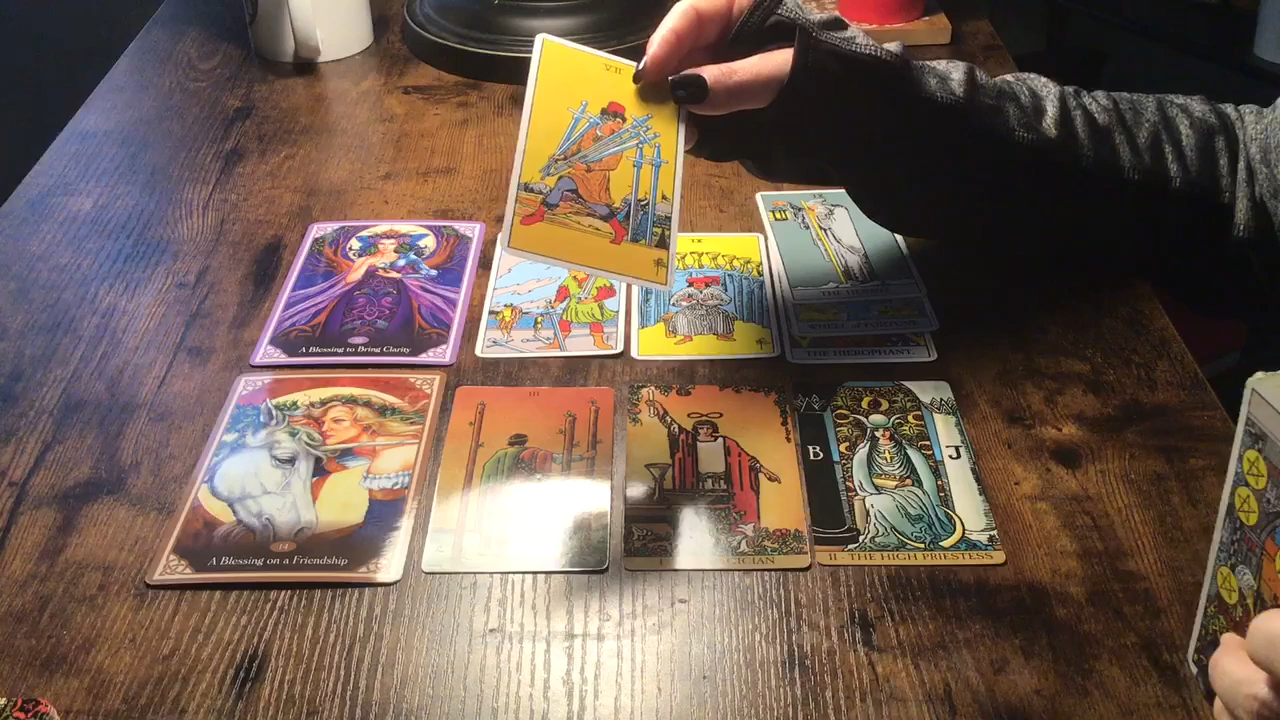 VII
IX
THE HERMIT
WHEEL of FORTUNE.
THE HIEROPHANT.
A Blessing to Bring Clarity
III
B
J
14
A Blessing on a Friendship
II - THE HIGH PRIESTESS